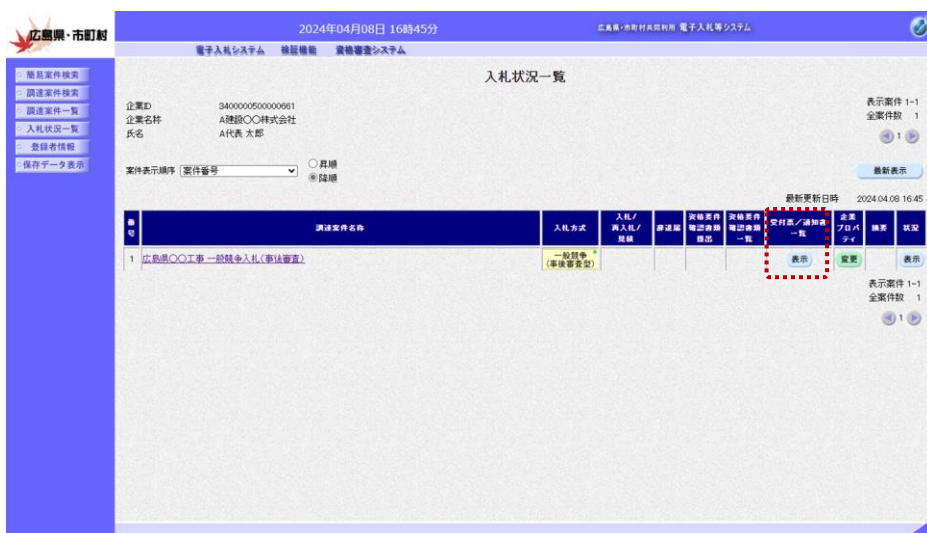 広島県・市町村
2024年04月08日 16時45分
広島県・市町村共同利用 電子入札等システム
電子入札システム 検証機能 資格審査システム
簡易案件検索
調達案件検索
調達案件一覧
入札状況一覧
登録者情報
保存データ表示
入札状況一覧
企業ID 3400000500000661
企業名称 A建設〇〇株式会社
氏名 A代表 太郎
表示案件 1-1
全案件数 1
1
案件表示順序 案件番号
昇順
降順
最新表示
最新更新日時 2024.04.08 16:45
番号 調達案件名称 入札方式 入札/再入札/見積 辞退届 資格要件確認書類提出 資格要件確認書類一覧 受付票/通知書一覧 企業プロパティ 摘要 状況
1 広島県〇〇工事 一般競争入札(事後審査) 一般競争(事後審査型) 表示 変更 表示
表示案件 1-1
全案件数 1
1